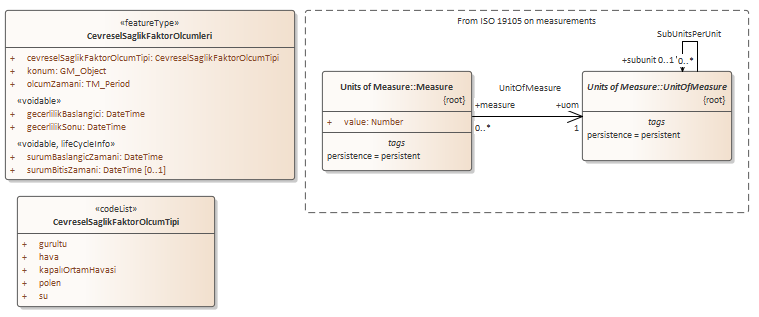 «featureType»
CevreselSaglikFaktorOlcumleri
+ cevreselSaglikFaktorOlcumTipi: CevreselSaglikFaktorOlcumTipi
+ konum: GM_Object
+ olcumZamani: TM_Period
«voidable»
+ gecerlilikBaslangici: DateTime
+ gecerlilikSonu: DateTime
«voidable, lifeCycleInfo»
+ surumBaslangicZamani: DateTime
+ surumBitisZamani: DateTime [0..1]
«codeList»
CevreselSaglikFaktorOlcumTipi
+ gurultu
+ hava
+ kapalıOrtamHavasi
+ polen
+ su
From ISO 19105 on measurements
Units of Measure::Measure
{root}
+ value: Number
tags
persistence = persistent
UnitOfMeasure
+measure
+uom
0..*
1
SubUnitsPerUnit
+subunit 0..1
0..*
Units of Measure::UnitOfMeasure
{root}
tags
persistence = persistent